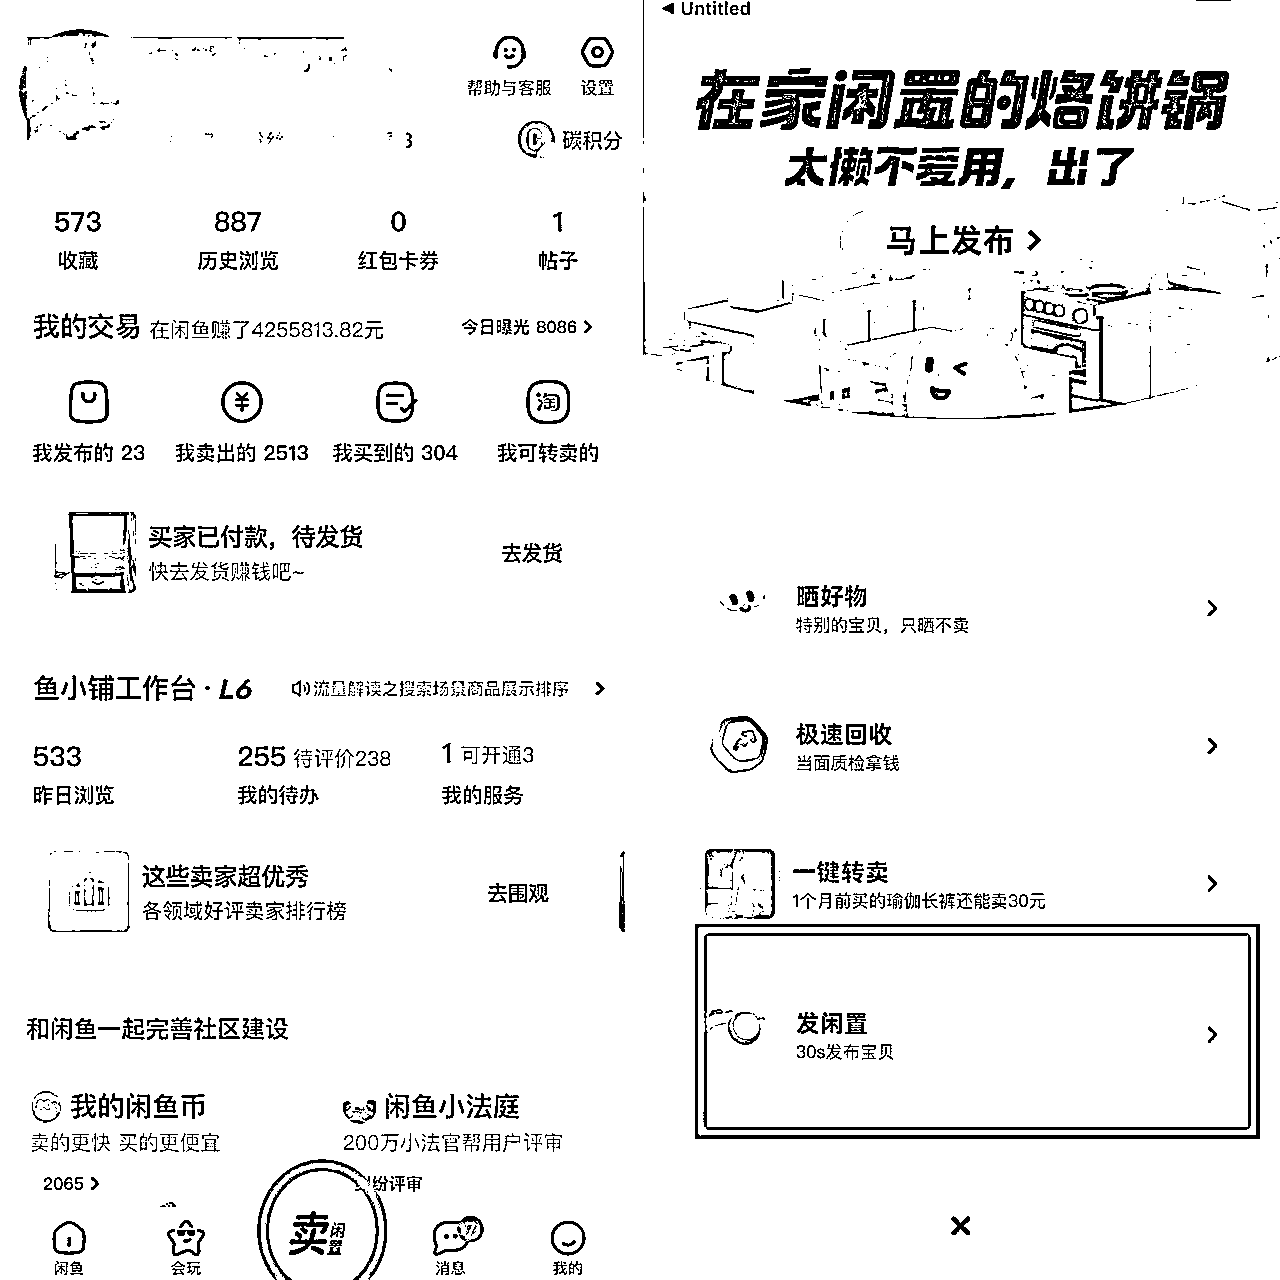 帮助与客服
设置
碳积分
573
887
0
1
收藏
历史浏览
红包卡券
帖子
我的交易 在闲鱼赚了4255813.82元
今日曝光 8086
我发布的 23
我卖出的 2513
我买到的 304
淘
我可转卖的
买家已付款，待发货
快去发货赚钱吧~
去发货
鱼小铺工作台·L6
流量解读之搜索场景商品展示排序
533
255 待评价238
1 可开通3
昨日浏览
我的待办
我的服务
这些卖家超优秀
各领域好评卖家排行榜
去围观
和闲鱼一起完善社区建设
我的闲鱼币
闲鱼小法庭
卖的更快 买的更便宜
200万小法官帮用户评审
2065
纠纷评审
卖闲置
闲鱼
会玩
消息
我的
Untitled
在家闲置的烙饼锅
太懒不爱用，出了
马上发布
晒好物
特别的宝贝，只晒不卖
极速回收
当面质检拿钱
一键转卖
1个月前买的瑜伽长裤还能卖30元
发闲置
30s发布宝贝